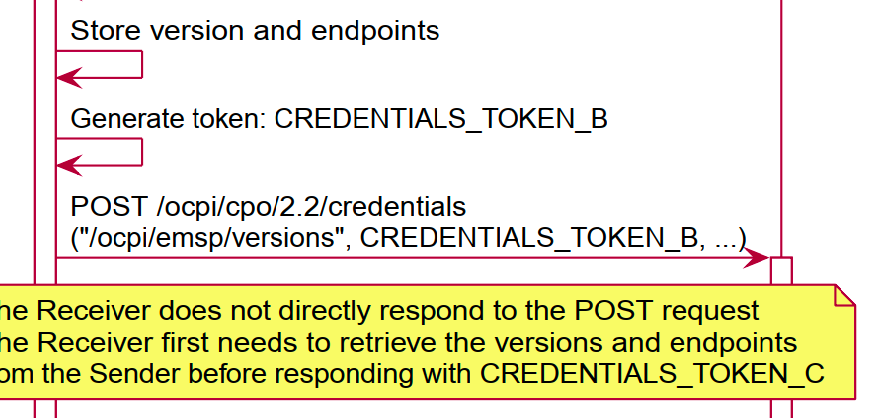 Store version and endpoints
Generate token: CREDENTIALS_TOKEN_B
POST /ocpi/cpo/2.2/credentials
("/ocpi/emsp/versions", CREDENTIALS_TOKEN_B, ...)
he Receiver does not directly respond to the POST request
he Receiver first needs to retrieve the versions and endpoints
om the Sender before responding with CREDENTIALS_TOKEN_C